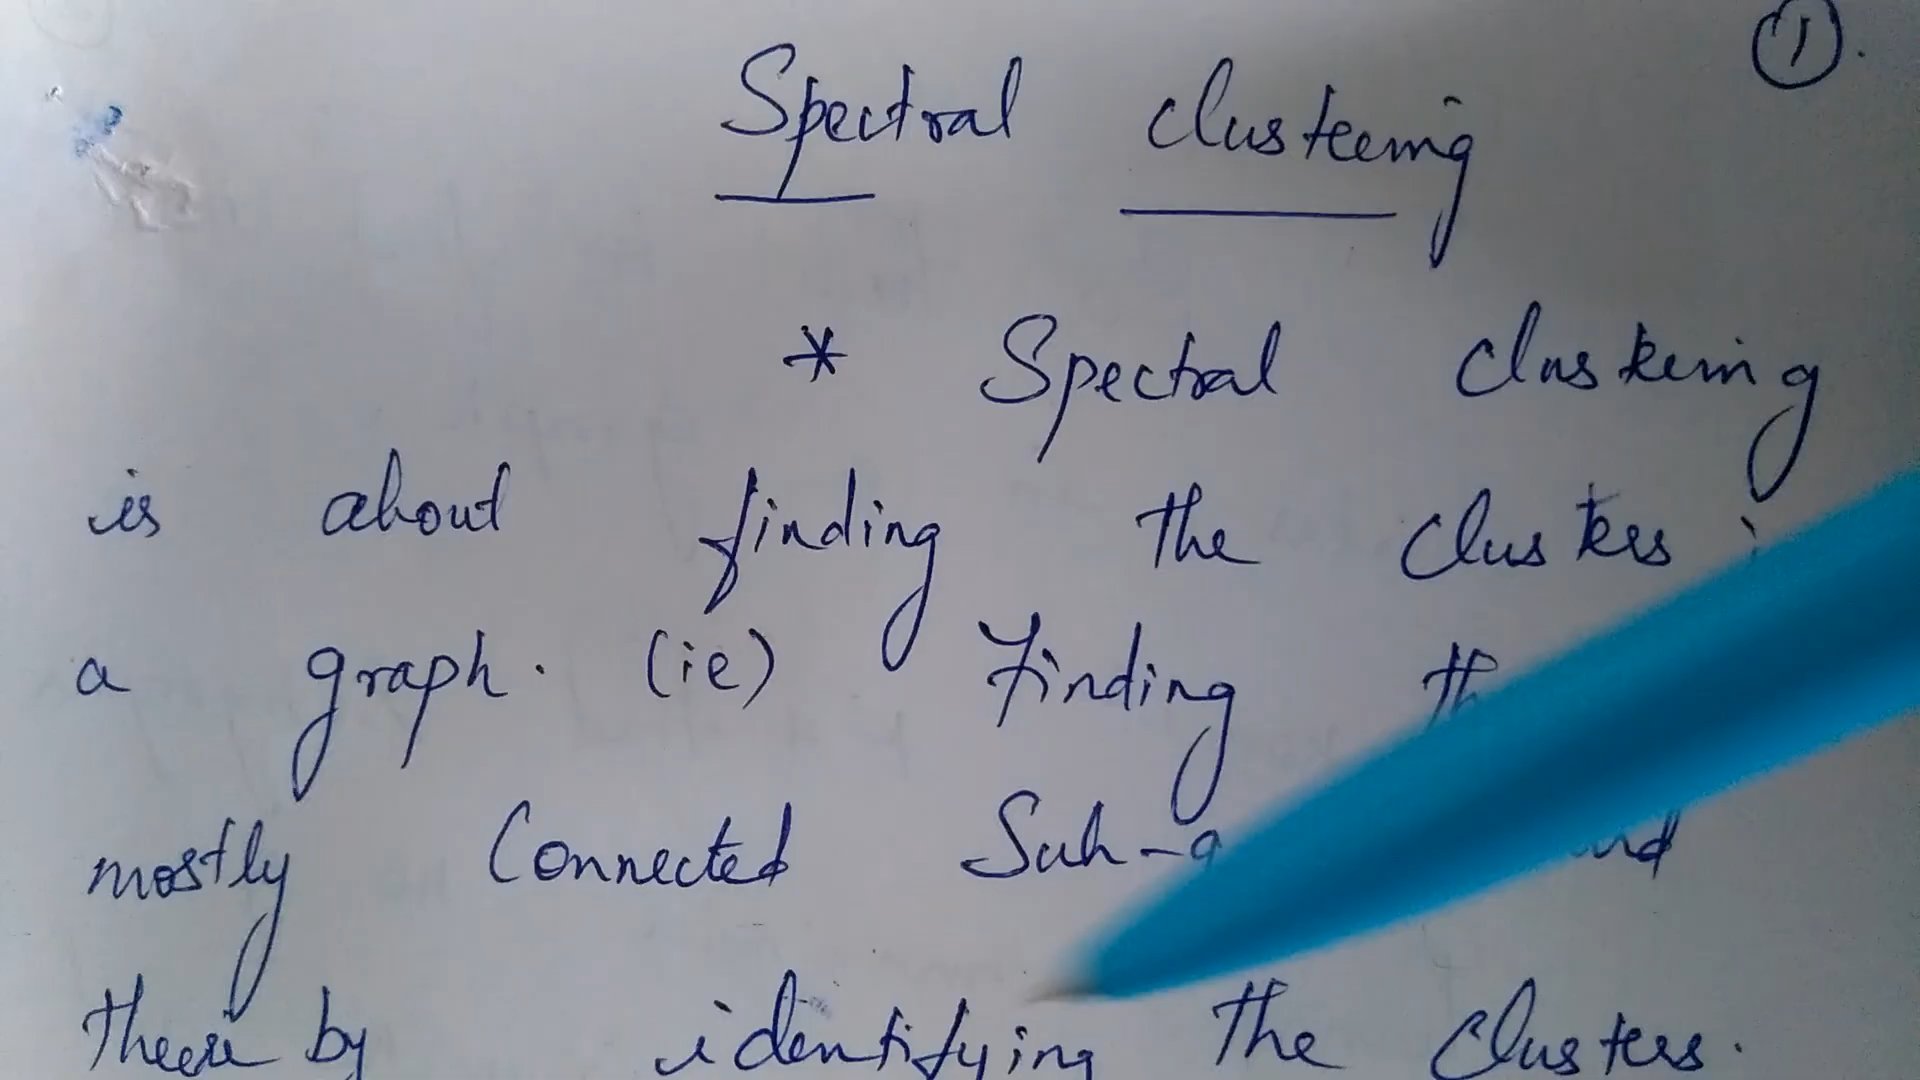 1.
Spectral clustering
* Spectral clustering
is about finding the clusters
a graph. (ie) Finding
mostly Connected Sub-g
there by identifying the clusters.